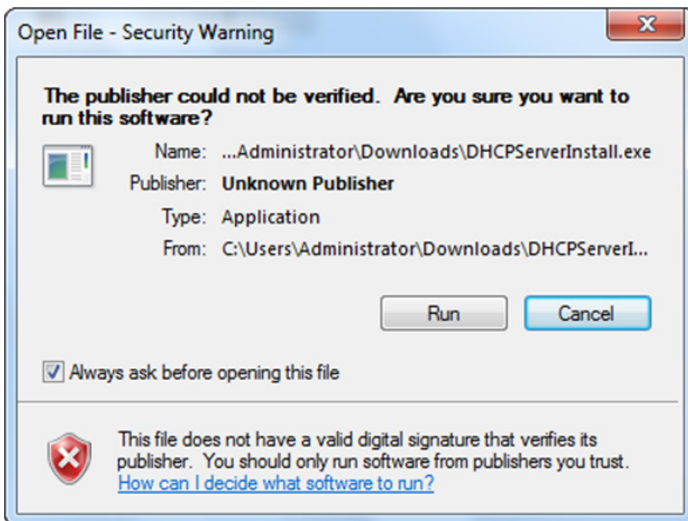 Open File - Security Warning
The publisher could not be verified.  Are you sure you want to
run this software?
Name: ...Administrator\Downloads\DHCPServerInstall.exe
Publisher: Unknown Publisher
Type: Application
From: C:\Users\Administrator\Downloads\DHCPServerI...
Run Cancel
Always ask before opening this file
This file does not have a valid digital signature that verifies its
publisher.  You should only run software from publishers you trust.
How can I decide what software to run?